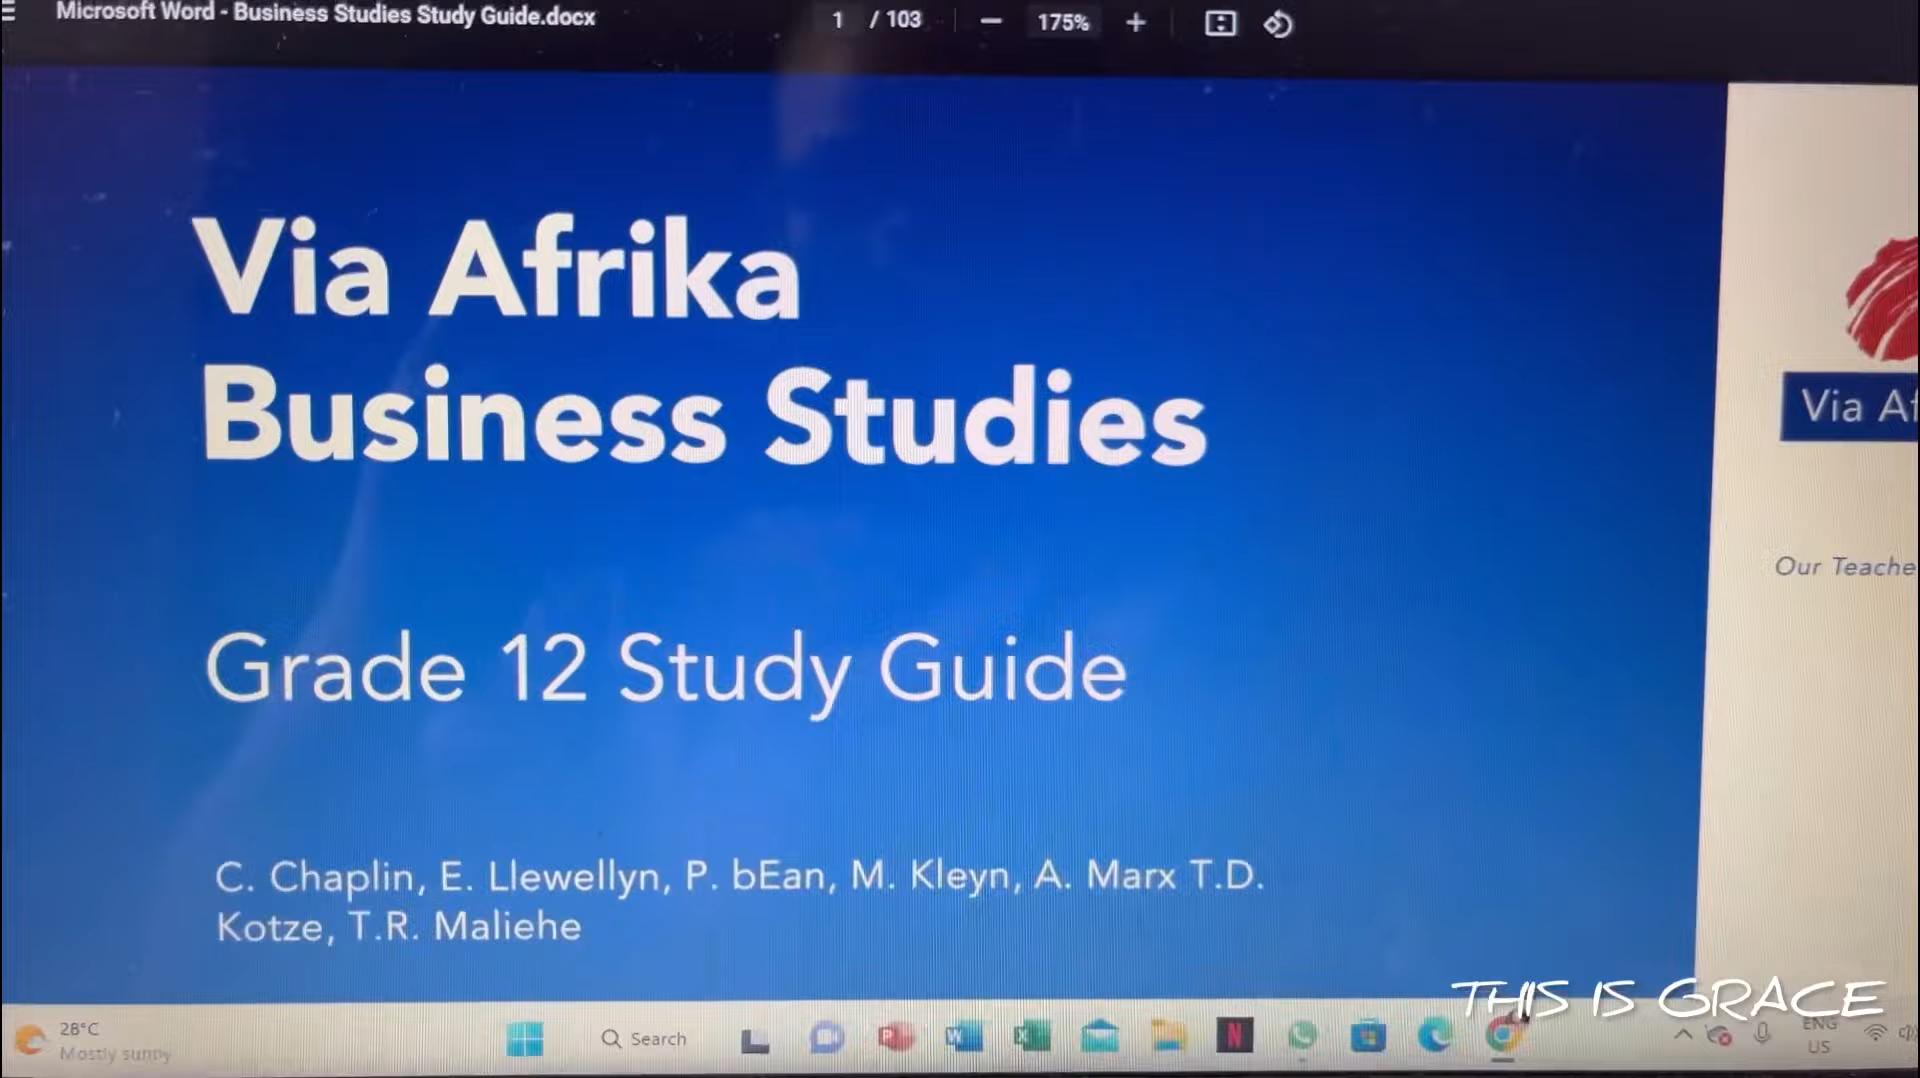 Microsoft Word - Business Studies Study Guide.docx
1 / 103
175%
Via Afrika
Business Studies
Grade 12 Study Guide
C. Chaplin, E. Llewellyn, P. bEan, M. Kleyn, A. Marx T.D.
Kotze, T.R. Maliehe
Via Af
Our Teache
THIS IS GRACE
28°C
Mostly sunny
Search
ENG
US